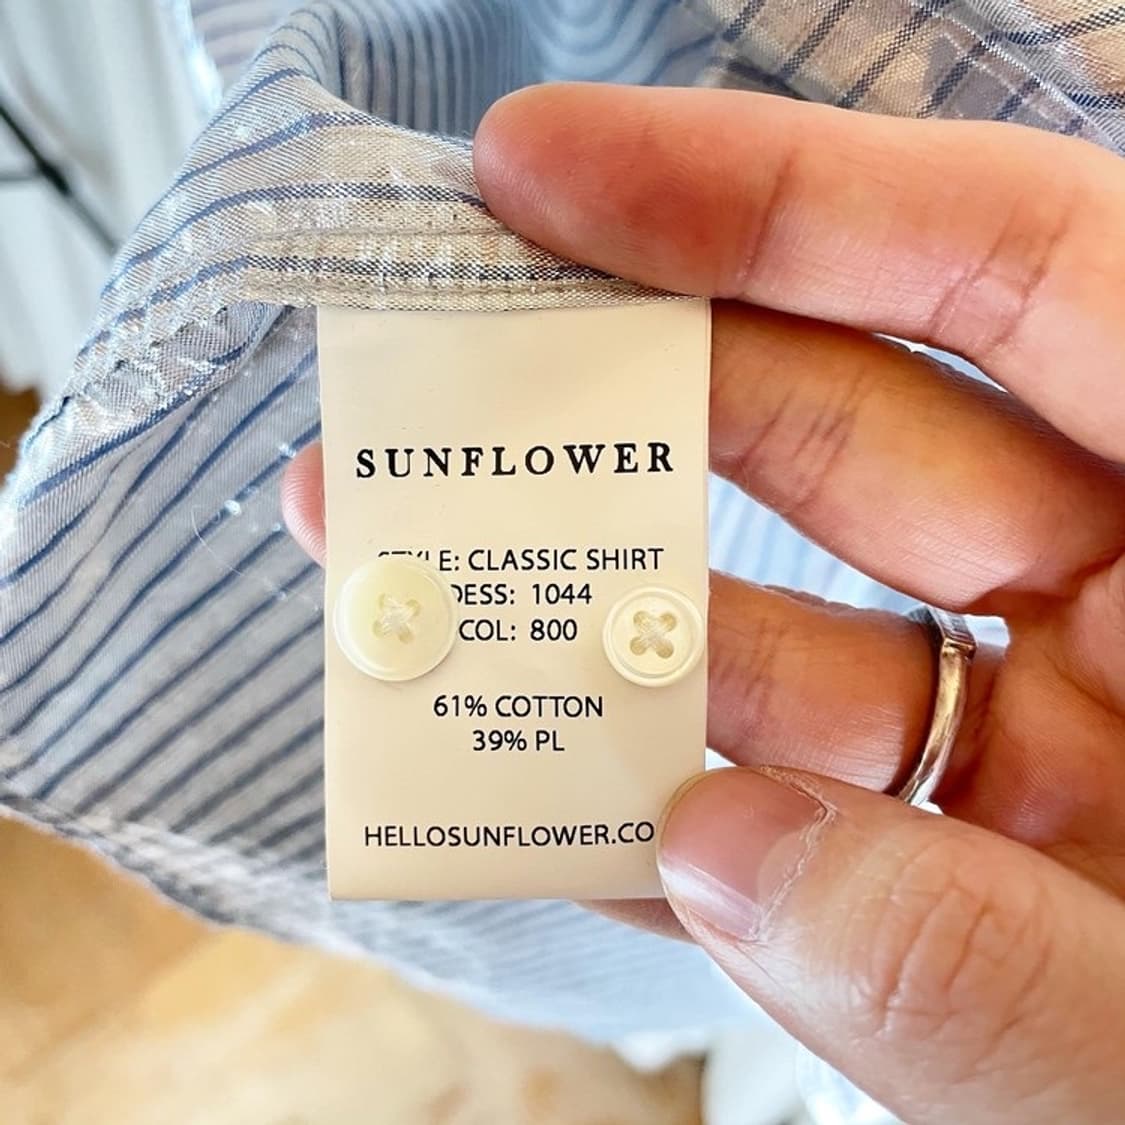 SUNFLOWER
STYLE: CLASSIC SHIRT
DESS: 1044
COL: 800
61% COTTON
39% PL
HELLOSUNFLOWER.CO